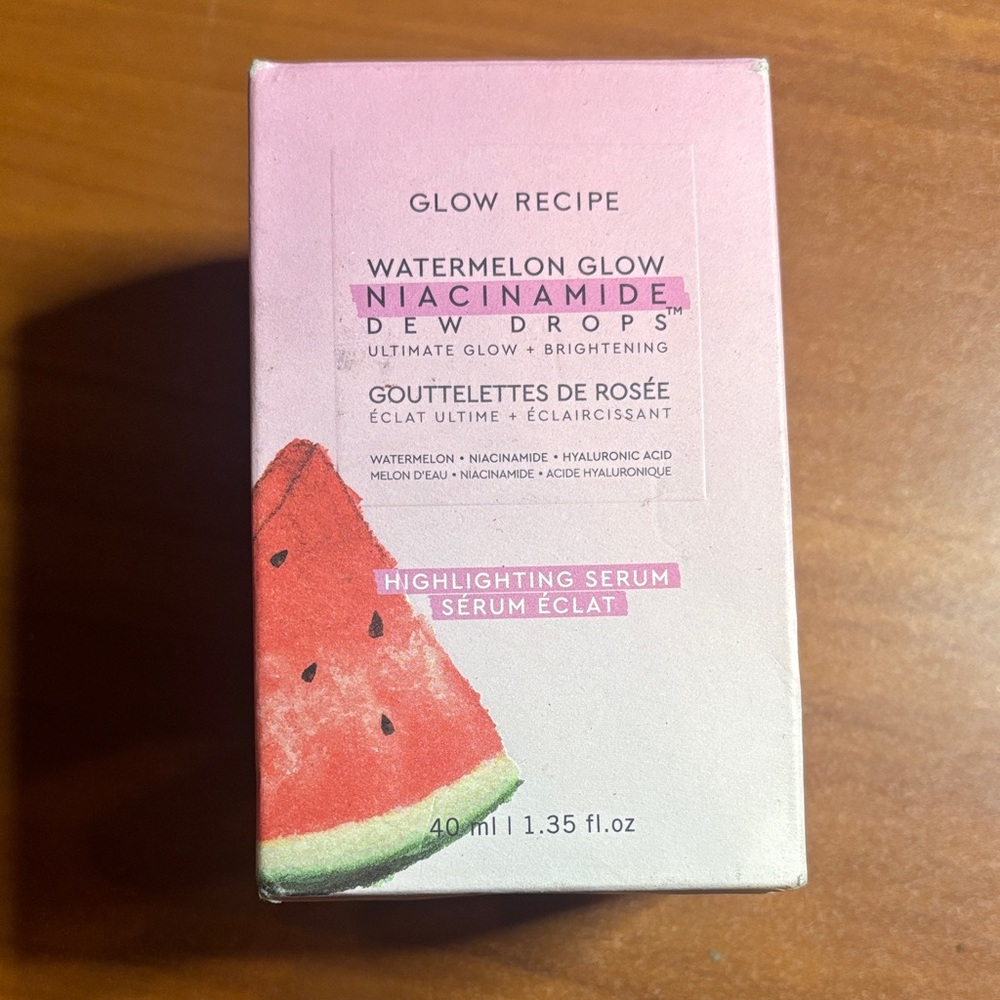 GLOW RECIPE
WATERMELON GLOW
NIACINAMIDE
DEW DROPS™
ULTIMATE GLOW + BRIGHTENING
GOUTTELETTES DE ROSÉE
ÉCLAT ULTIME + ÉCLAIRCISSANT
WATERMELON • NIACINAMIDE • HYALURONIC ACID
MELON D'EAU • NIACINAMIDE • ACIDE HYALURONIQUE
HIGHLIGHTING SERUM
SÉRUM ÉCLAT
40 ml | 1.35 fl.oz